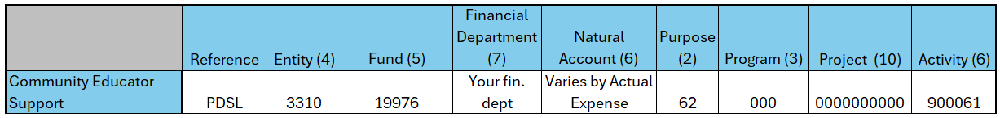 Financial
Department Natural Purpose
Reference Entity (4) Fund (5) (7) Account (6) (2) Program (3) Project (10) Activity (6)
Community Educator Your fin. Varies by Actual
Support PDSL 3310 19976 dept Expense 62 000 0000000000 900061